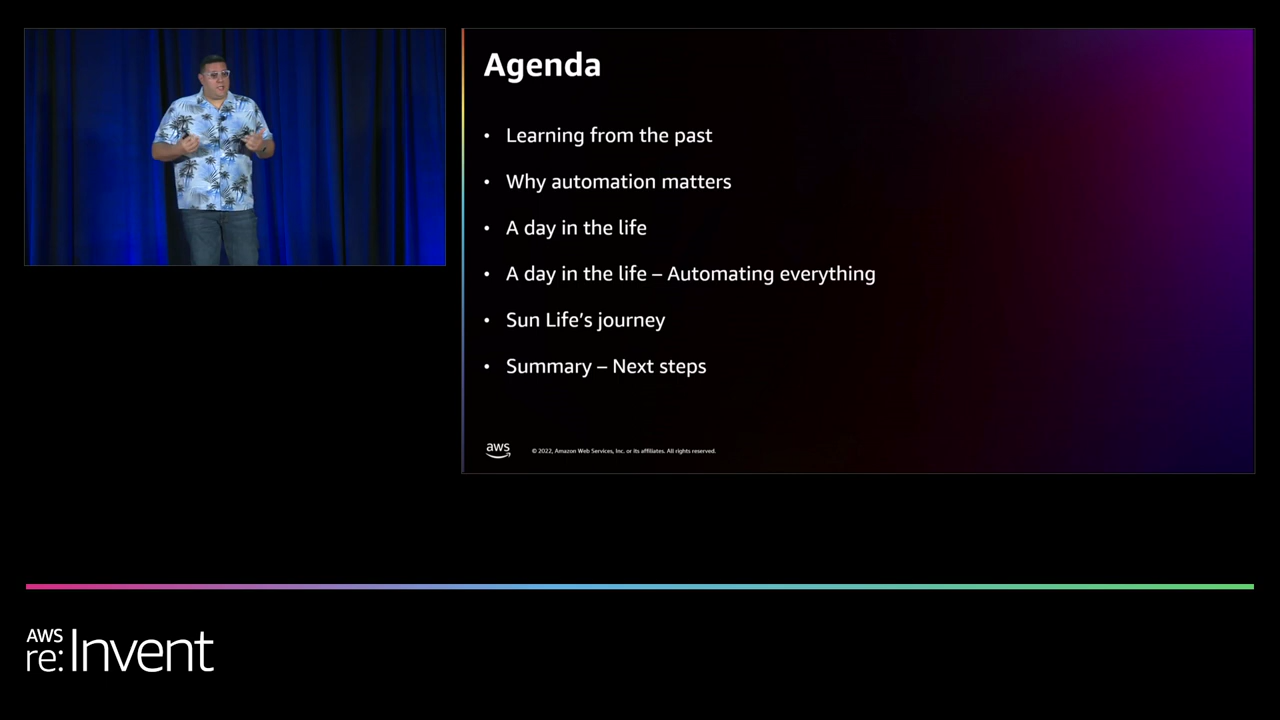 Agenda
• Learning from the past
• Why automation matters
• A day in the life
• A day in the life – Automating everything
• Sun Life’s journey
• Summary – Next steps
aws
© 2022, Amazon Web Services, Inc. or its affiliates. All rights reserved.
AWS
re:Invent